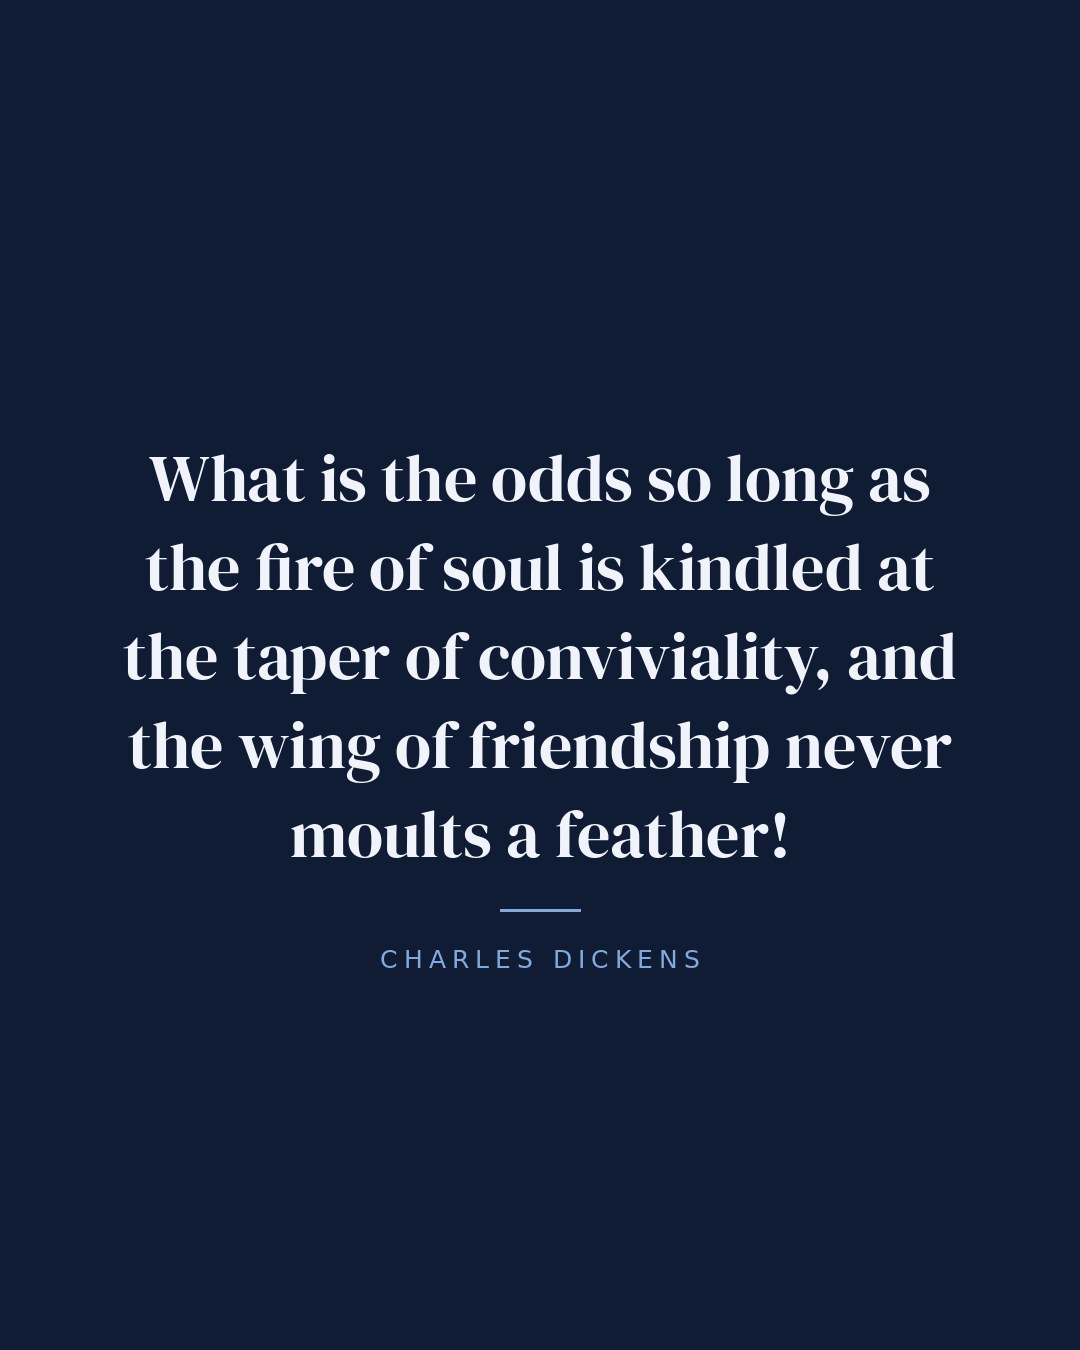 What is the odds so long as
the fire of soul is kindled at
the taper of conviviality, and
the wing of friendship never
moults a feather!
CHARLES DICKENS